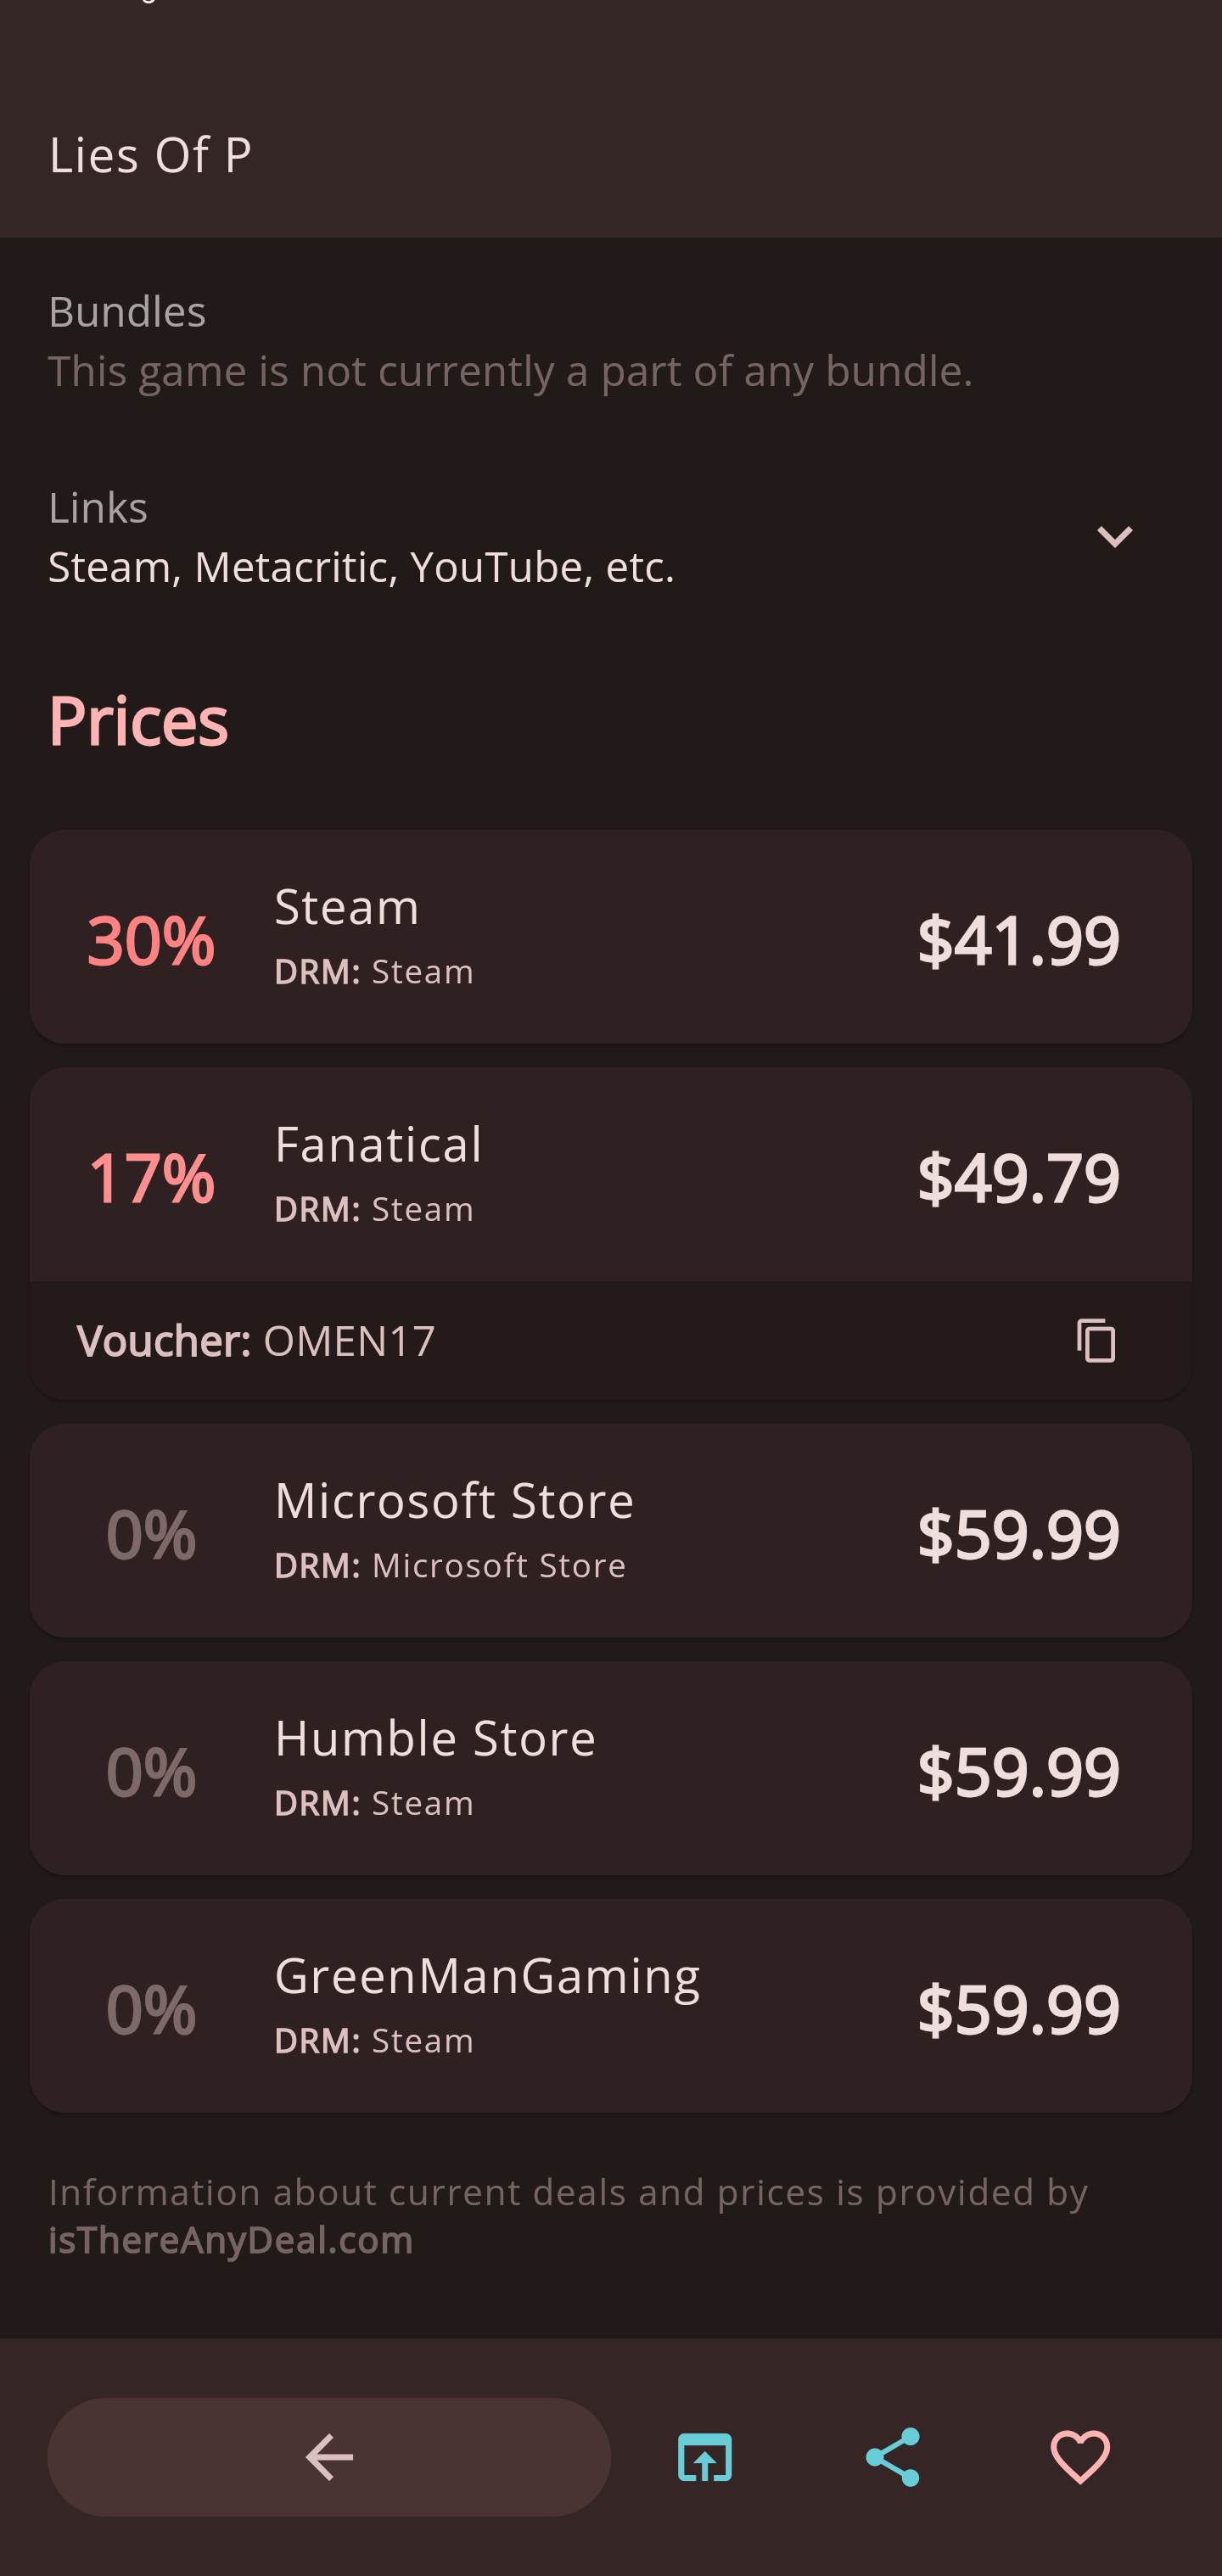 Lies Of P
Bundles
This game is not currently a part of any bundle.
Links
Steam, Metacritic, YouTube, etc.
Prices
30%
Steam
DRM: Steam
$41.99
17%
Fanatical
DRM: Steam
$49.79
Voucher: OMEN17
0%
Microsoft Store
DRM: Microsoft Store
$59.99
0%
Humble Store
DRM: Steam
$59.99
0%
GreenManGaming
DRM: Steam
$59.99
Information about current deals and prices is provided by
isThereAnyDeal.com